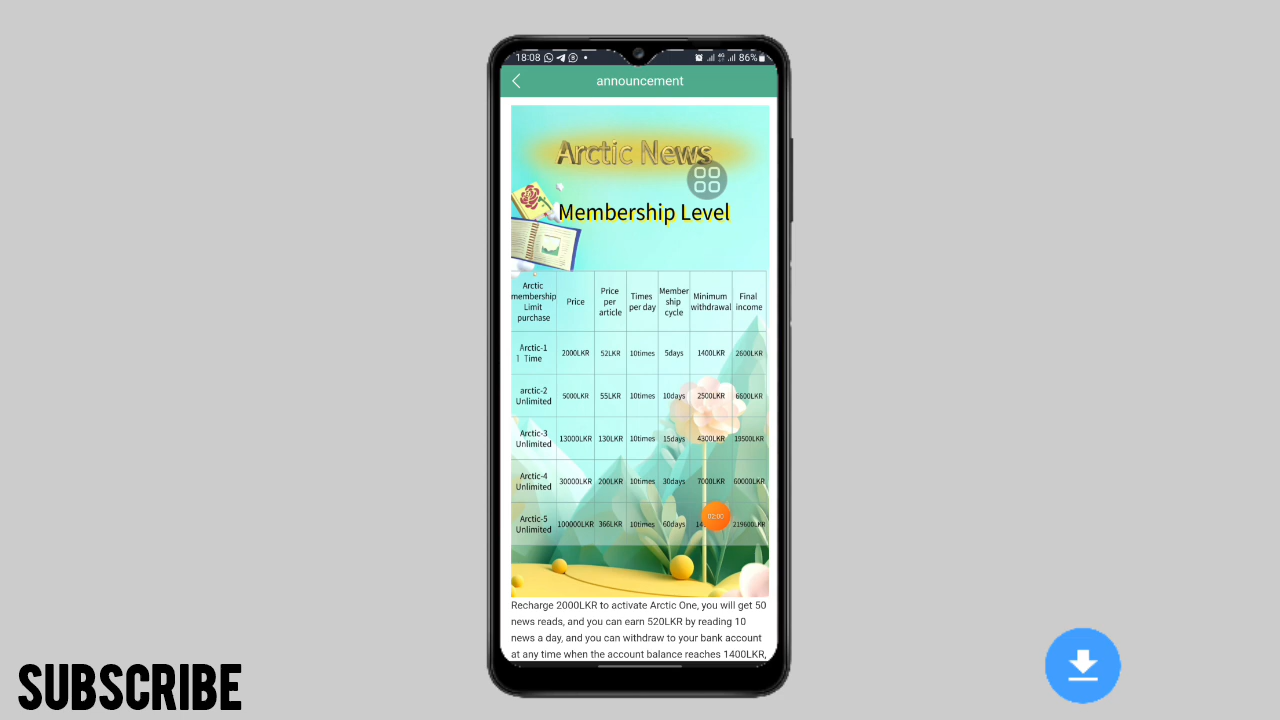 18:08
4G
86%
announcement
Arctic News
Membership Level
Arctic membership Limit purchase Price Price per article Times per day Member ship cycle Minimum withdrawal Final income
Arctic-1 1 Time 2000LKR 52LKR 10times 5days 1400LKR 2600LKR
arctic-2 Unlimited 5000LKR 55LKR 10times 10days 2500LKR 6600LKR
Arctic-3 Unlimited 13000LKR 130LKR 10times 15days 4300LKR 19500LKR
Arctic-4 Unlimited 30000LKR 200LKR 10times 30days 7000LKR 60000LKR
Arctic-5 Unlimited 100000LKR 366LKR 10times 60days 219600LKR
02:00
Recharge 2000LKR to activate Arctic One, you will get 50
news reads, and you can earn 520LKR by reading 10
news a day, and you can withdraw to your bank account
at any time when the account balance reaches 1400LKR,
SUBSCRIBE